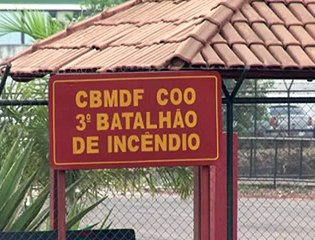 CBMDF COO
3º BATALHÃO
DE INCÊNDIO